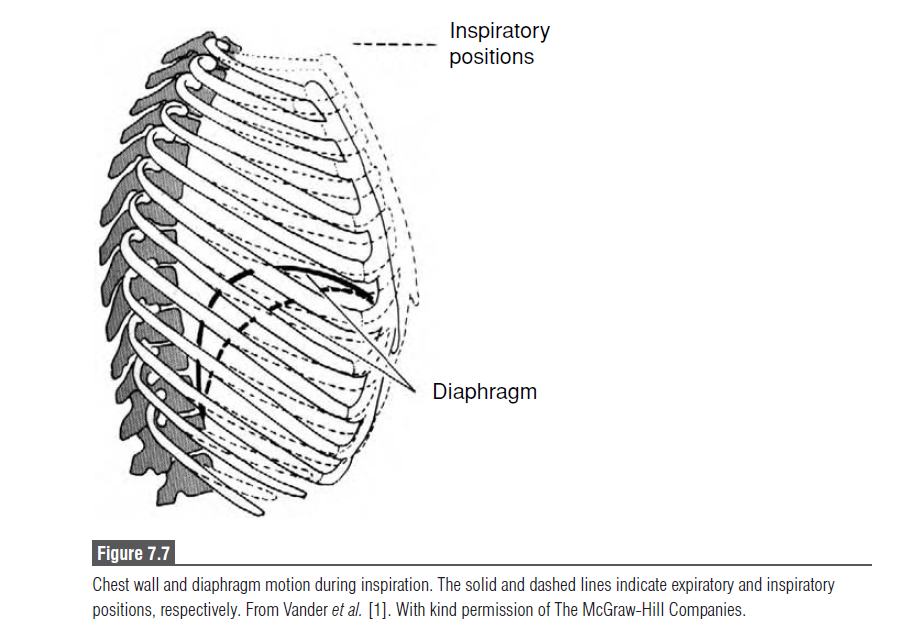 Inspiratory
positions
Diaphragm
Figure 7.7
Chest wall and diaphragm motion during inspiration. The solid and dashed lines indicate expiratory and inspiratory
positions, respectively. From Vander et al. [1]. With kind permission of The McGraw-Hill Companies.